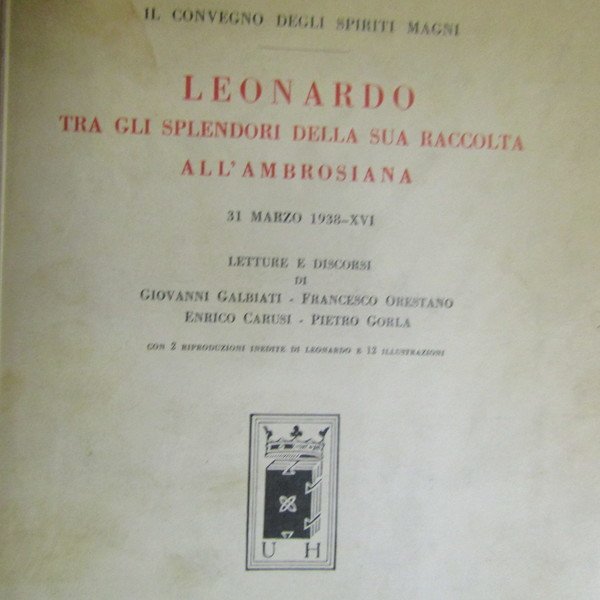 IL CONVEGNO DEGLI SPIRITI MAGNI
LEONARDO
TRA GLI SPLENDORI DELLA SUA RACCOLTA
ALL'AMBROSIANA
31 MARZO 1938-XVI
LETTURE E DISCORSI
DI
GIOVANNI GALBIATI - FRANCESCO ORESTANO
ENRICO CARUSI - PIETRO GORLA
CON 2 RIPRODUZIONI INEDITE DI LEONARDO E 12 ILLUSTRAZIONI
U H